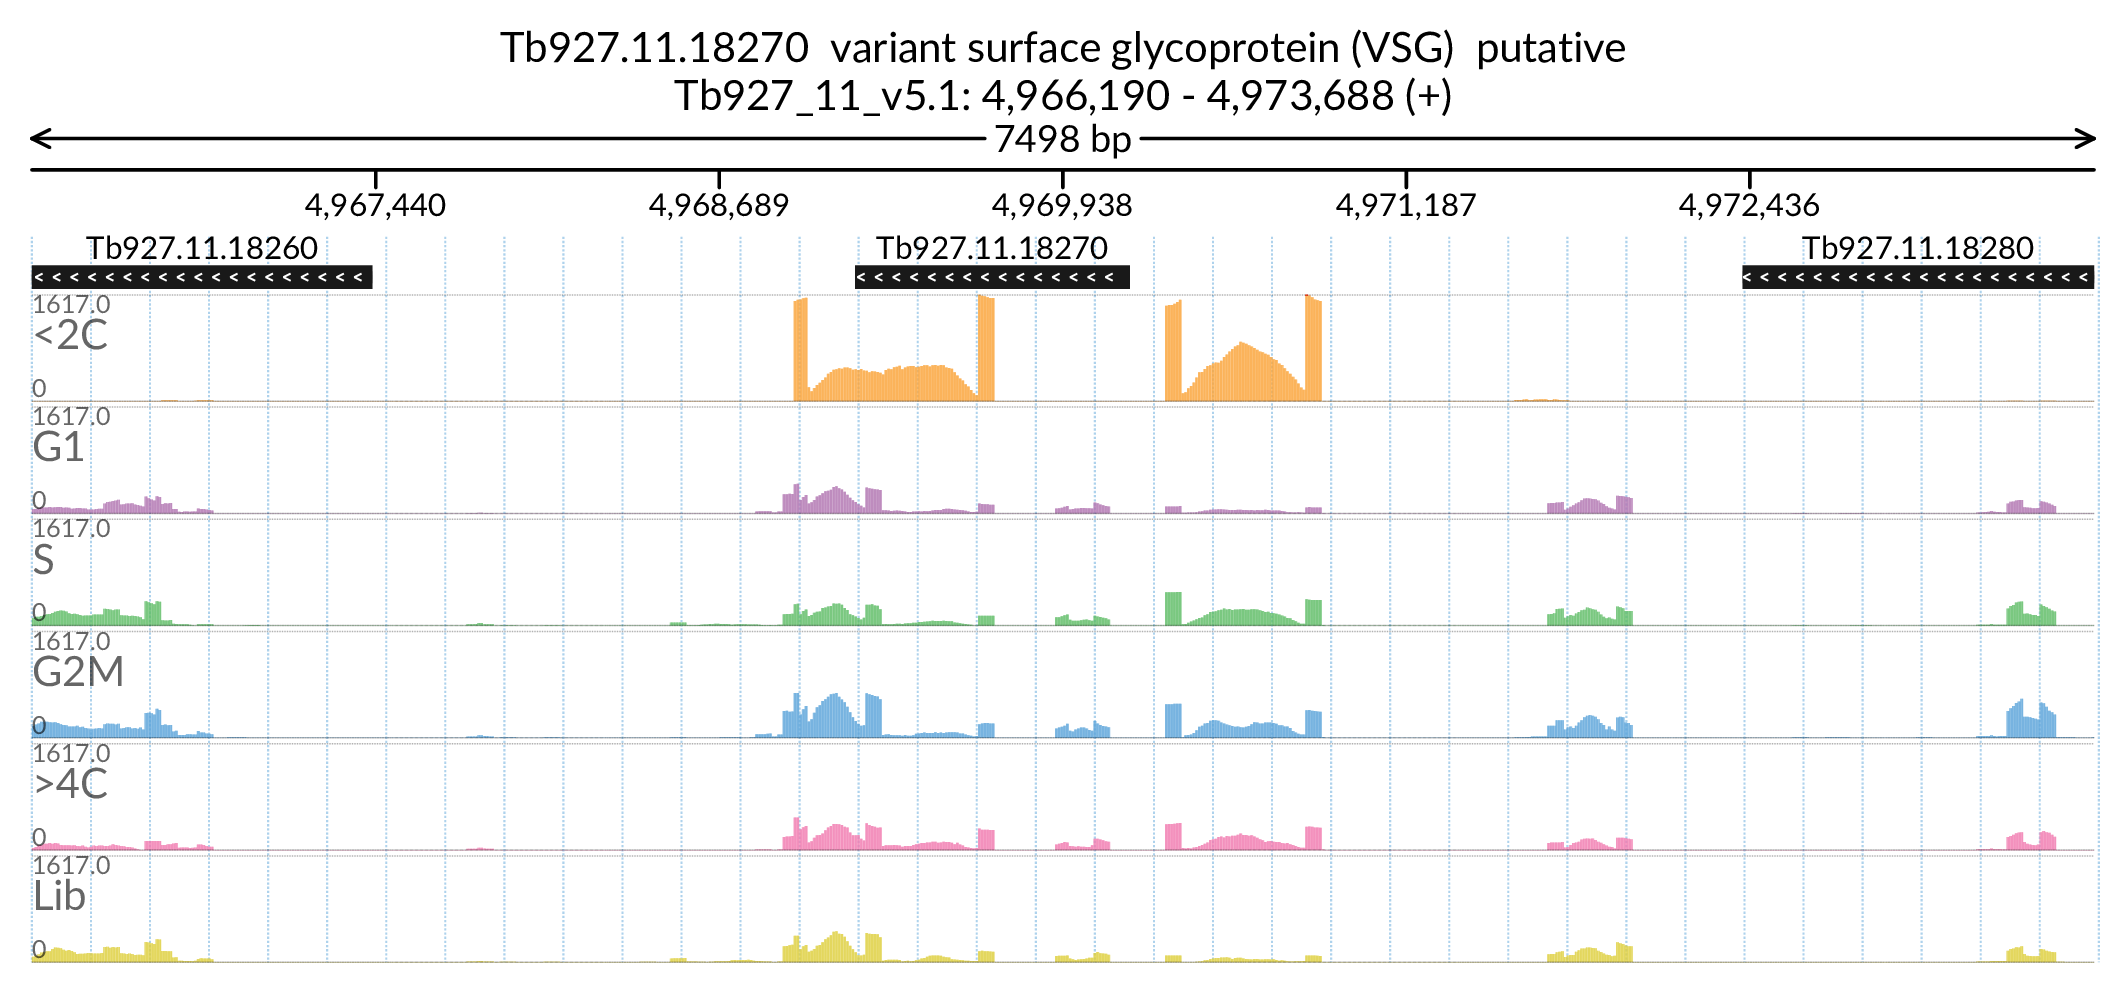 Tb927.11.18270  variant surface glycoprotein (VSG)  putative
Tb927_11_v5.1: 4,966,190 - 4,973,688 (+)
7498 bp
4,967,440 4,968,689 4,969,938 4,971,187 4,972,436
Tb927.11.18260 Tb927.11.18270 Tb927.11.18280
1617.0
<2C
0
1617.0
G1
0
1617.0
S
0
1617.0
G2M
0
1617.0
>4C
0
1617.0
Lib
0